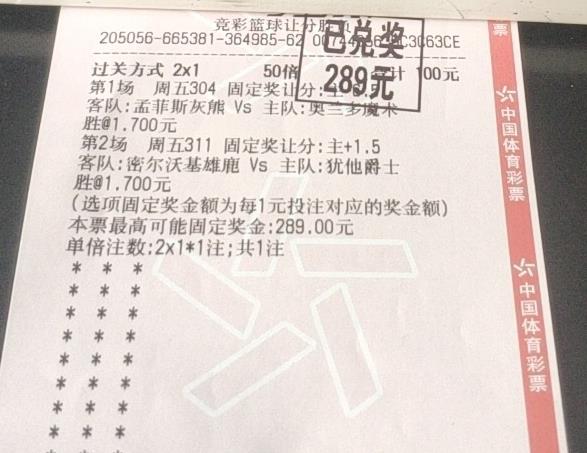 竞彩篮球让分胜负
205056-665381-364985-62 C3C63CE
已兑奖
289元
过关方式 2x1 50倍 合计 100元
第1场 周五304 固定奖让分:主
客队:孟菲斯灰熊 Vs 主队:奥兰多魔术
胜@1.700元
第2场 周五311 固定奖让分:主+1.5
客队:密尔沃基雄鹿 Vs 主队:犹他爵士
胜@1.700元
(选项固定奖金额为每1元投注对应的奖金额)
本票最高可能固定奖金:289.00元
单倍注数:2x1*1注;共1注
* * *
* * *
* * *
* * *
* * *
* * *
* * *
* * *
票
中国体育彩票
中国体育彩票